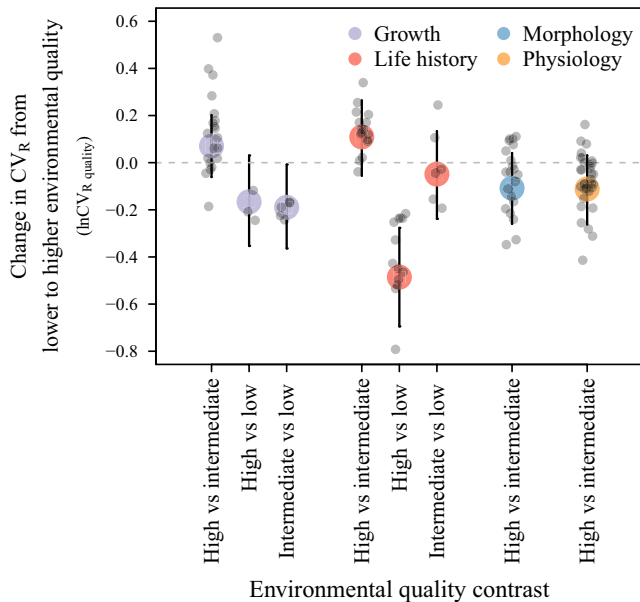 Change in CV_R from
lower to higher environmental quality
(lnCV_R quality)
0.6
0.4
0.2
0.0
−0.2
−0.4
−0.6
−0.8
Growth
Life history
Morphology
Physiology
High vs intermediate
High vs low
Intermediate vs low
High vs intermediate
High vs low
Intermediate vs low
High vs intermediate
High vs intermediate
Environmental quality contrast